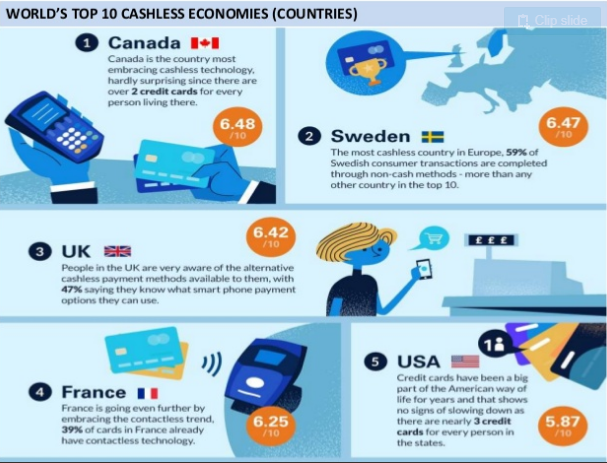 WORLD'S TOP 10 CASHLESS ECONOMIES (COUNTRIES)
Clip slide
1 Canada
Canada is the country most
embracing cashless technology,
hardly surprising since there are
over 2 credit cards for every
person living there.
6.48
/10
2 Sweden
The most cashless country in Europe, 59% of
Swedish consumer transactions are completed
through non-cash methods - more than any
other country in the top 10.
6.47
/10
3 UK
People in the UK are very aware of the alternative
cashless payment methods available to them, with
47% saying they know what smart phone payment
options they can use.
6.42
/10
£ £ £
4 France
France is going even further by
embracing the contactless trend,
39% of cards in France already
have contactless technology.
6.25
/10
1
5 USA
Credit cards have been a big
part of the American way of
life for years and that shows
no signs of slowing down as
there are nearly 3 credit
cards for every person in
the states.
5.87
/10